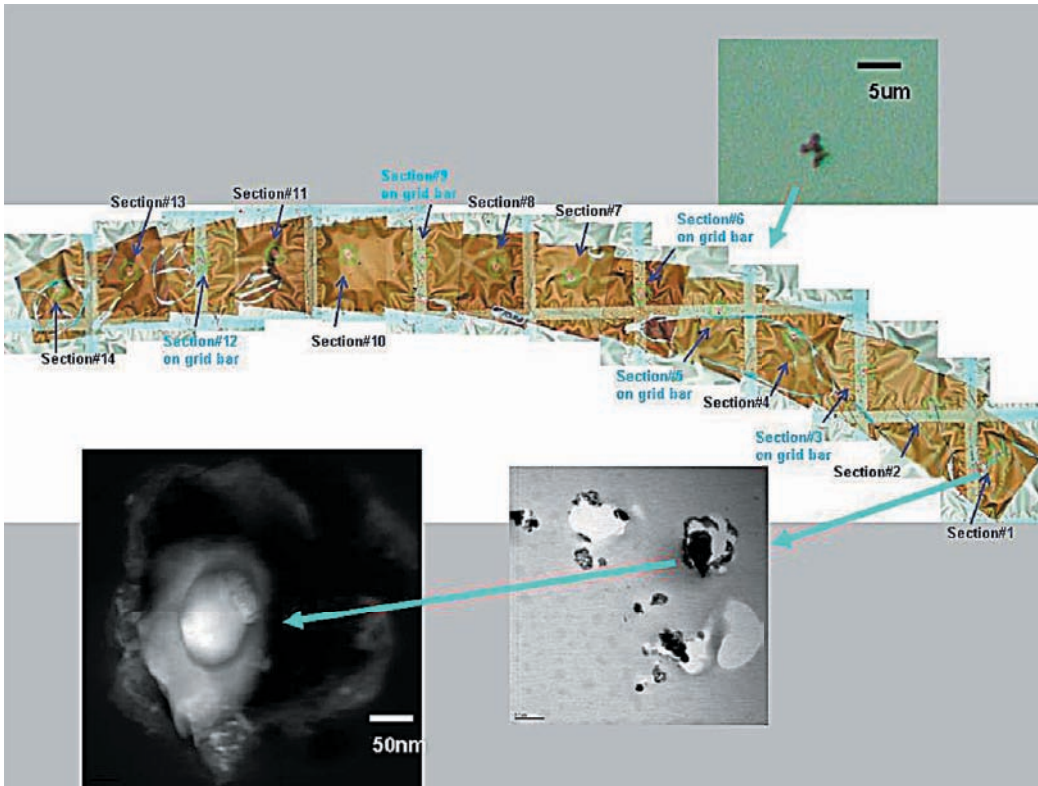 5um
Section#13
Section#11
Section#9
on grid bar
Section#8
Section#7
Section#6
on grid bar
Section#14
Section#12
on grid bar
Section#10
Section#5
on grid bar
Section#4
Section#3
on grid bar
Section#2
Section#1
50nm